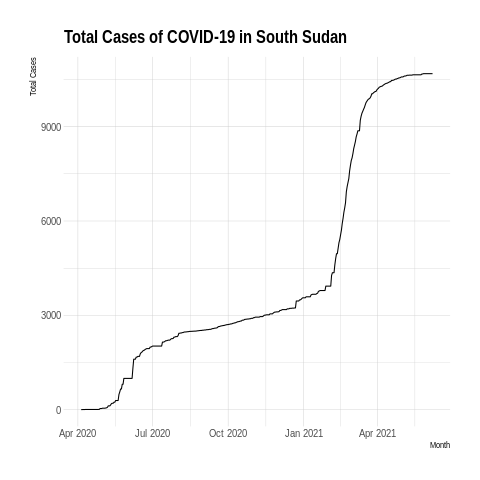 Total Cases of COVID-19 in South Sudan
Total Cases
9000
6000
3000
0
Apr 2020 Jul 2020 Oct 2020 Jan 2021 Apr 2021
Month